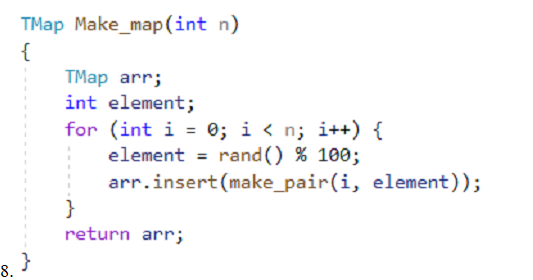 TMap Make_map(int n)
{
    TMap arr;
    int element;
    for (int i = 0; i < n; i++) {
        element = rand() % 100;
        arr.insert(make_pair(i, element));
    }
    return arr;
8. }